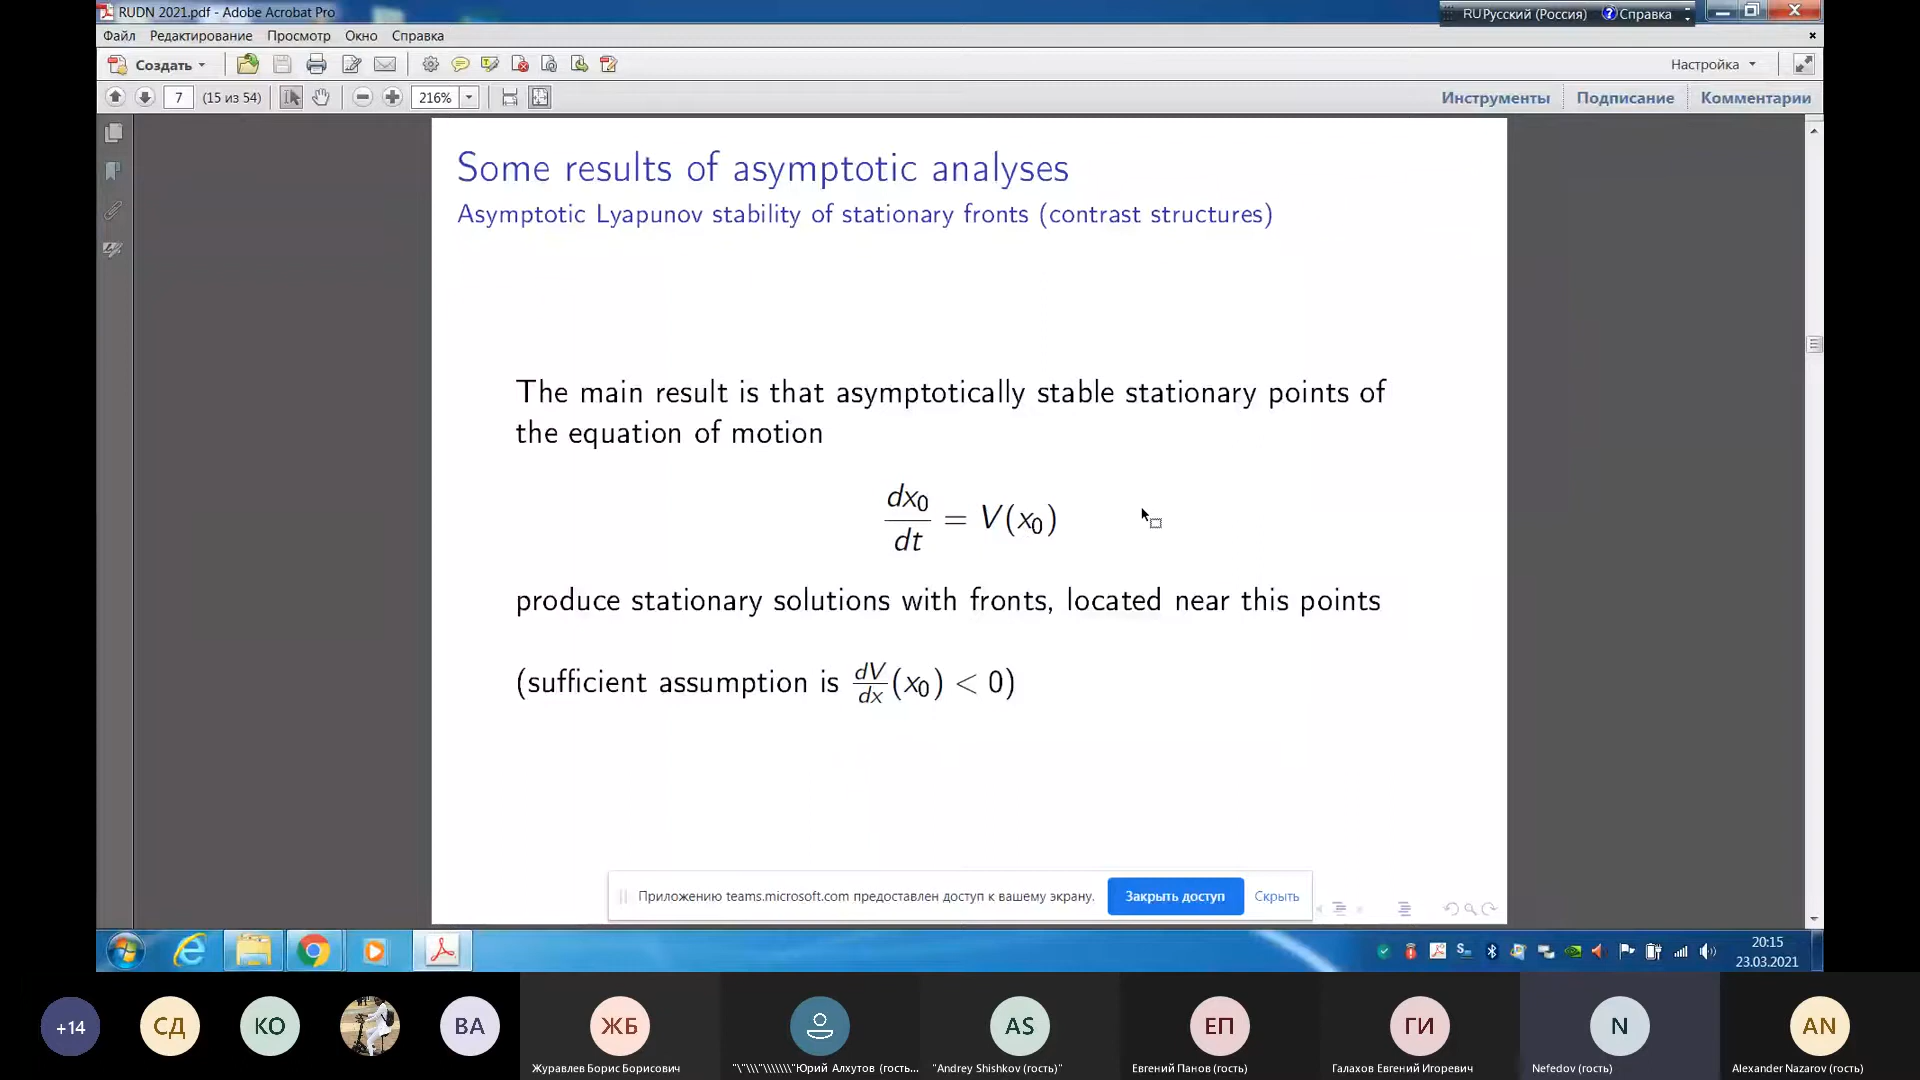 RUDN 2021.pdf - Adobe Acrobat Pro
RU Русский (Россия) Справка
Файл Редактирование Просмотр Окно Справка
Создать
Настройка
7 (15 из 54) 216%
Инструменты Подписание Комментарии
Some results of asymptotic analyses
Asymptotic Lyapunov stability of stationary fronts (contrast structures)
The main result is that asymptotically stable stationary points of
the equation of motion
dx₀/dt = V(x₀)
produce stationary solutions with fronts, located near this points
(sufficient assumption is dV/dx(x₀) < 0)
Приложению teams.microsoft.com предоставлен доступ к вашему экрану. Закрыть доступ Скрыть
20:15
23.03.2021
+14 СД КО ВА ЖБ AS ЕП ГИ N AN
Журавлев Борис Борисович "\"\\\"\\\\\\\"Юрий Алхутов (гость... "Andrey Shishkov (гость)" Евгений Панов (гость) Галахов Евгений Игоревич Nefedov (гость) Alexander Nazarov (гость)